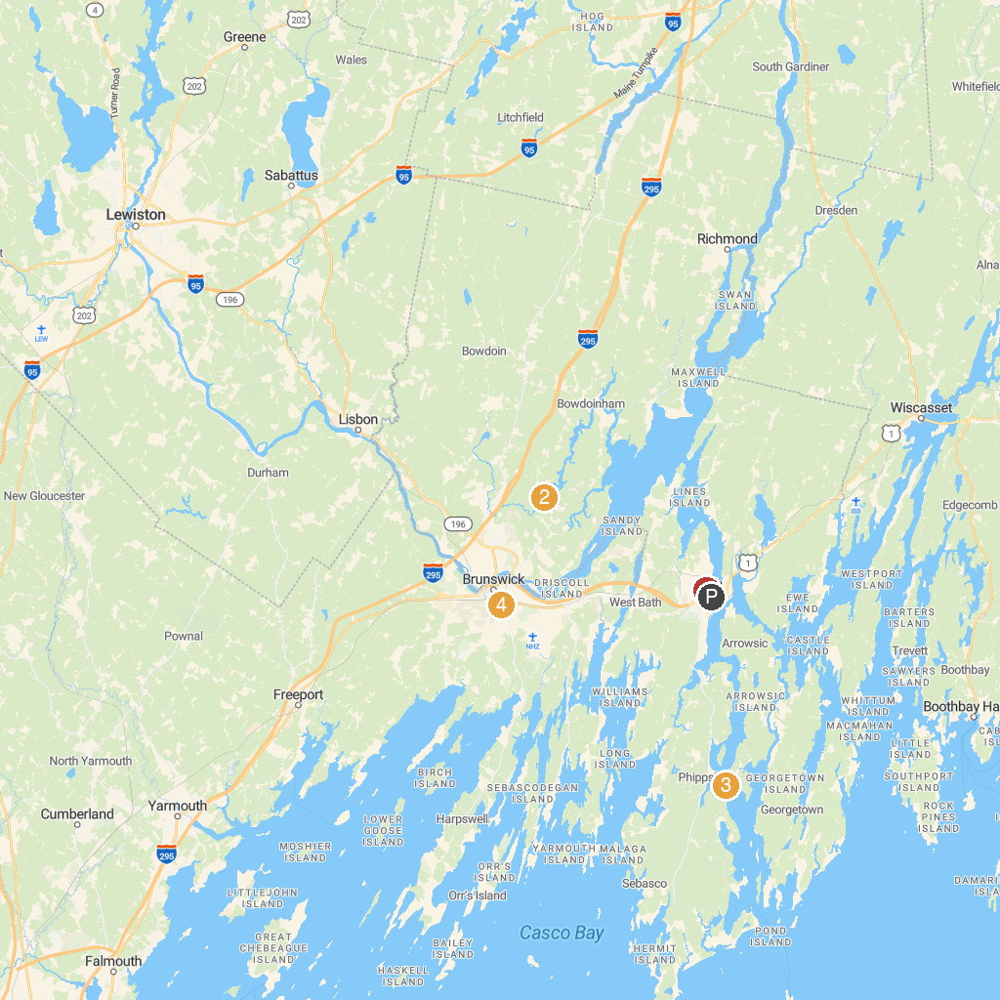 4
202
Greene
HOG
ISLAND
95
Wales
202
Turner Road
Maine Turnpike
South Gardiner
Litchfield
95
Sabattus
95
295
Lewiston
Dresden
Richmond
95
196
SWAN
ISLAND
202
LEW
295
Bowdoin
95
MAXWELL
ISLAND
Bowdoinham
Wiscasset
Lisbon
1
Durham
New Gloucester
2
LINES
ISLAND
ISS
Edgecomb
196
SANDY
ISLAND
295
1
Brunswick
DRISCOLL
ISLAND
WESTPORT
ISLAND
P
4
West Bath
EWE
ISLAND
BARTERS
ISLAND
Pownal
NHZ
Arrowsic
CASTLE
ISLAND
Trevett
SAWYERS
ISLAND
Boothbay
Freeport
WILLIAMS
ISLAND
ARROWSIC
ISLAND
WHITTUM
ISLAND
Boothbay Ha
MACMAHAN
ISLAND
North Yarmouth
LONG
ISLAND
LITTLE
ISLAND
BIRCH
ISLAND
Phipps
3
GEORGETOWN
ISLAND
SOUTHPORT
ISLAND
SEBASCODEGAN
ISLAND
Cumberland
Yarmouth
LOWER
GOOSE
ISLAND
Harpswell
Georgetown
ROCK
PINES
ISLAND
295
MOSHIER
ISLAND
YARMOUTH
ISLAND
MALAGA
ISLAND
ORR'S
ISLAND
Orr's Island
Sebasco
LITTLEJOHN
ISLAND
Casco Bay
GREAT
CHEBEAGUE
ISLAND
BAILEY
ISLAND
HERMIT
ISLAND
POND
ISLAND
Falmouth
HASKELL
ISLAND